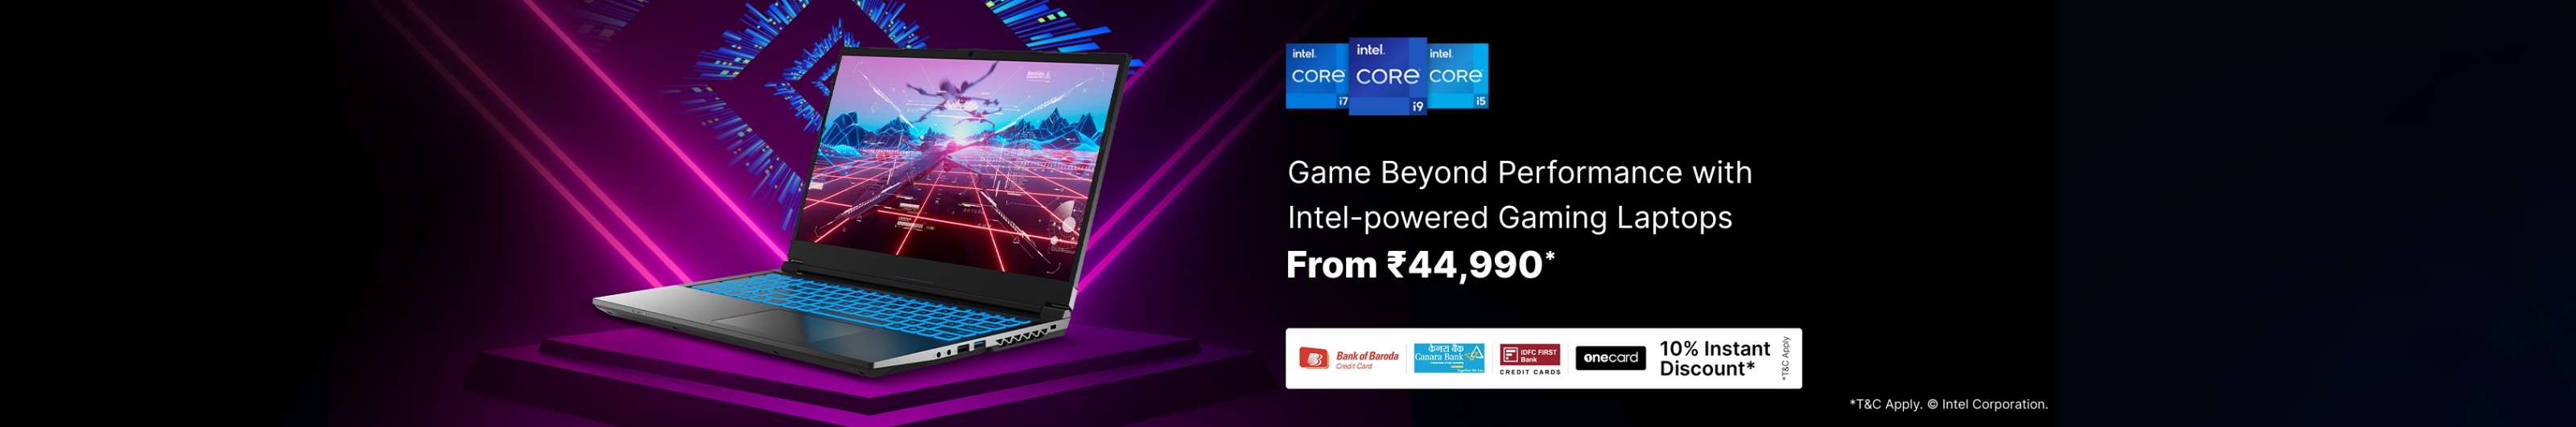 intel.
CORE
i7
intel.
CORE
i9
intel.
CORE
i5
Game Beyond Performance with
Intel-powered Gaming Laptops
From ₹44,990*
Bank of Baroda
Credit Card
केनरा बैंक
Canara Bank
IDFC FIRST
Bank
CREDIT CARDS
onecard
10% Instant
Discount*
*T&C Apply
*T&C Apply. © Intel Corporation.